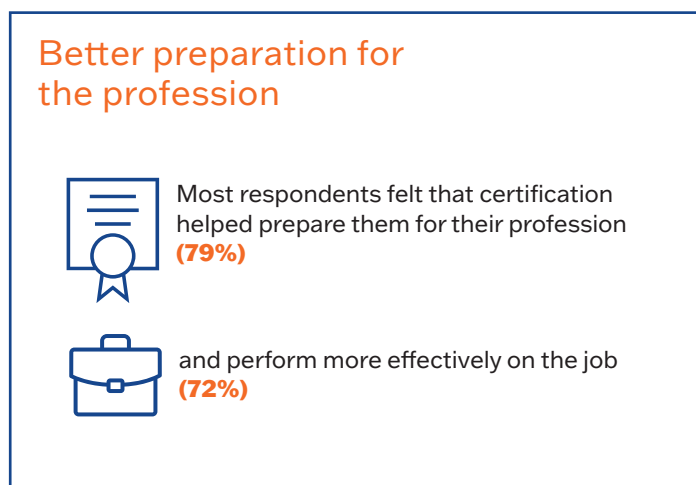 Better preparation for
the profession
Most respondents felt that certification
helped prepare them for their profession
(79%)
and perform more effectively on the job
(72%)